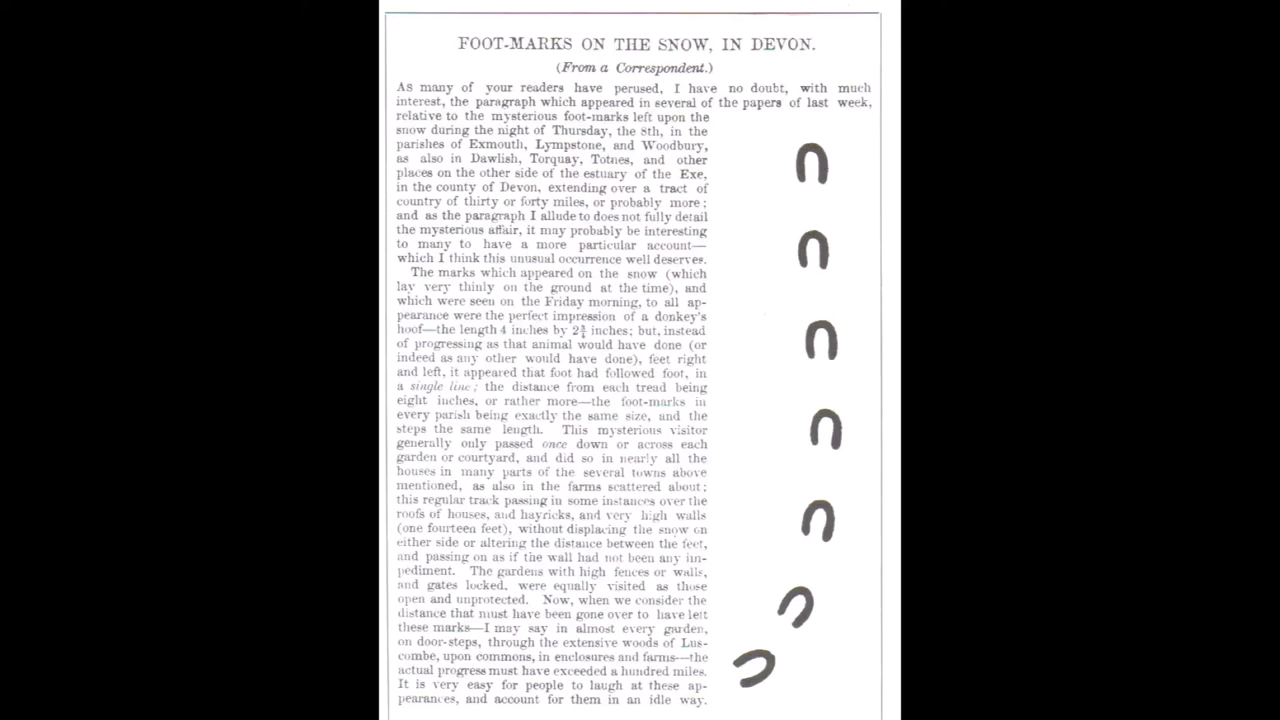 FOOT-MARKS ON THE SNOW, IN DEVON.
(From a Correspondent.)
As many of your readers have perused, I have no doubt, with much
interest, the paragraph which appeared in several of the papers of last week,
relative to the mysterious foot-marks left upon the
snow during the night of Thursday, the 8th, in the
parishes of Exmouth, Lympstone, and Woodbury,
as also in Dawlish, Torquay, Totnes, and other
places on the other side of the estuary of the Exe,
in the county of Devon, extending over a tract of
country of thirty or forty miles, or probably more;
and as the paragraph I allude to does not fully detail
the mysterious affair, it may probably be interesting
to many to have a more particular account—
which I think this unusual occurrence well deserves.
The marks which appeared on the snow (which
lay very thinly on the ground at the time), and
which were seen on the Friday morning, to all ap-
pearance were the perfect impression of a donkey's
hoof—the length 4 inches by 2¾ inches; but, instead
of progressing as that animal would have done (or
indeed as any other would have done), feet right
and left, it appeared that foot had followed foot, in
a single line; the distance from each tread being
eight inches, or rather more—the foot-marks in
every parish being exactly the same size, and the
steps the same length. This mysterious visitor
generally only passed once down or across each
garden or courtyard, and did so in nearly all the
houses in many parts of the several towns above
mentioned, as also in the farms scattered about;
this regular track passing in some instances over the
roofs of houses, and hayricks, and very high walls
(one fourteen feet), without displacing the snow on
either side or altering the distance between the feet,
and passing on as if the wall had not been any im-
pediment. The gardens with high fences or walls,
and gates locked, were equally visited as those
open and unprotected. Now, when we consider the
distance that must have been gone over to have left
these marks—I may say in almost every garden,
on door-steps, through the extensive woods of Lus-
combe, upon commons, in enclosures and farms—the
actual progress must have exceeded a hundred miles.
It is very easy for people to laugh at these ap-
pearances, and account for them in an idle way.